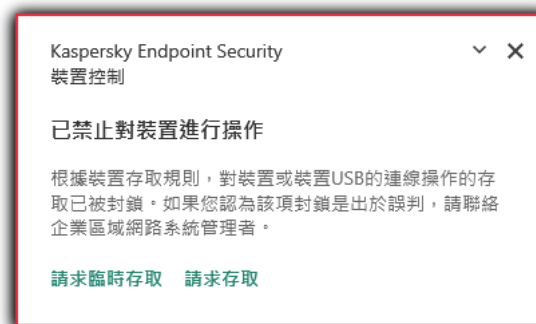 Kaspersky Endpoint Security
裝置控制
已禁止對裝置進行操作
根據裝置存取規則，對裝置或裝置USB的連線操作的存
取已被封鎖。如果您認為該項封鎖是出於誤判，請聯絡
企業區域網路系統管理者。
請求臨時存取 請求存取